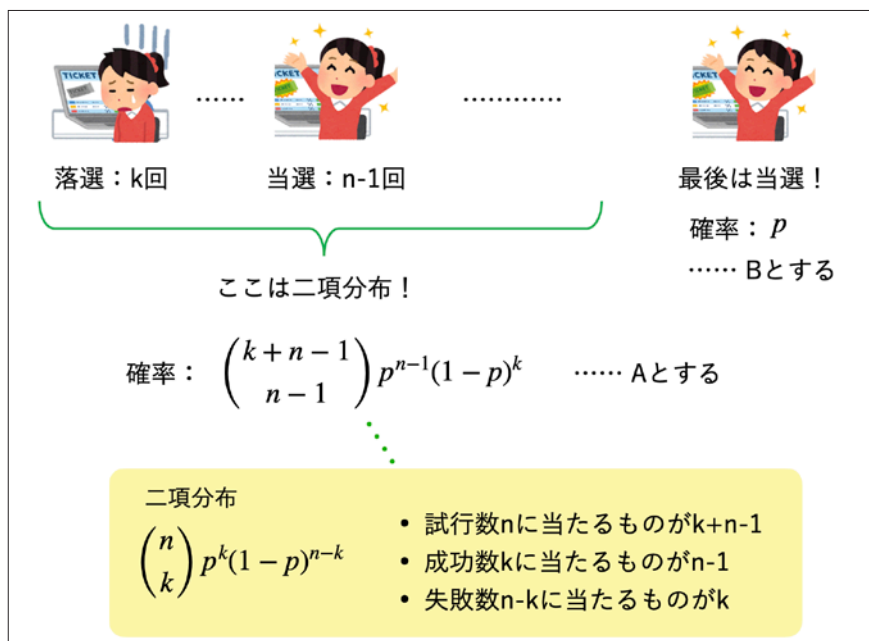 TICKET
TICKET
……
…………
落選：k回
当選：n-1回
最後は当選！
確率： p
…… Bとする
ここは二項分布！
確率： \binom{k+n-1}{n-1} p^{n-1}(1-p)^k …… Aとする
二項分布
\binom{n}{k} p^k(1-p)^{n-k}
• 試行数nに当たるものがk+n-1
• 成功数kに当たるものがn-1
• 失敗数n-kに当たるものがk